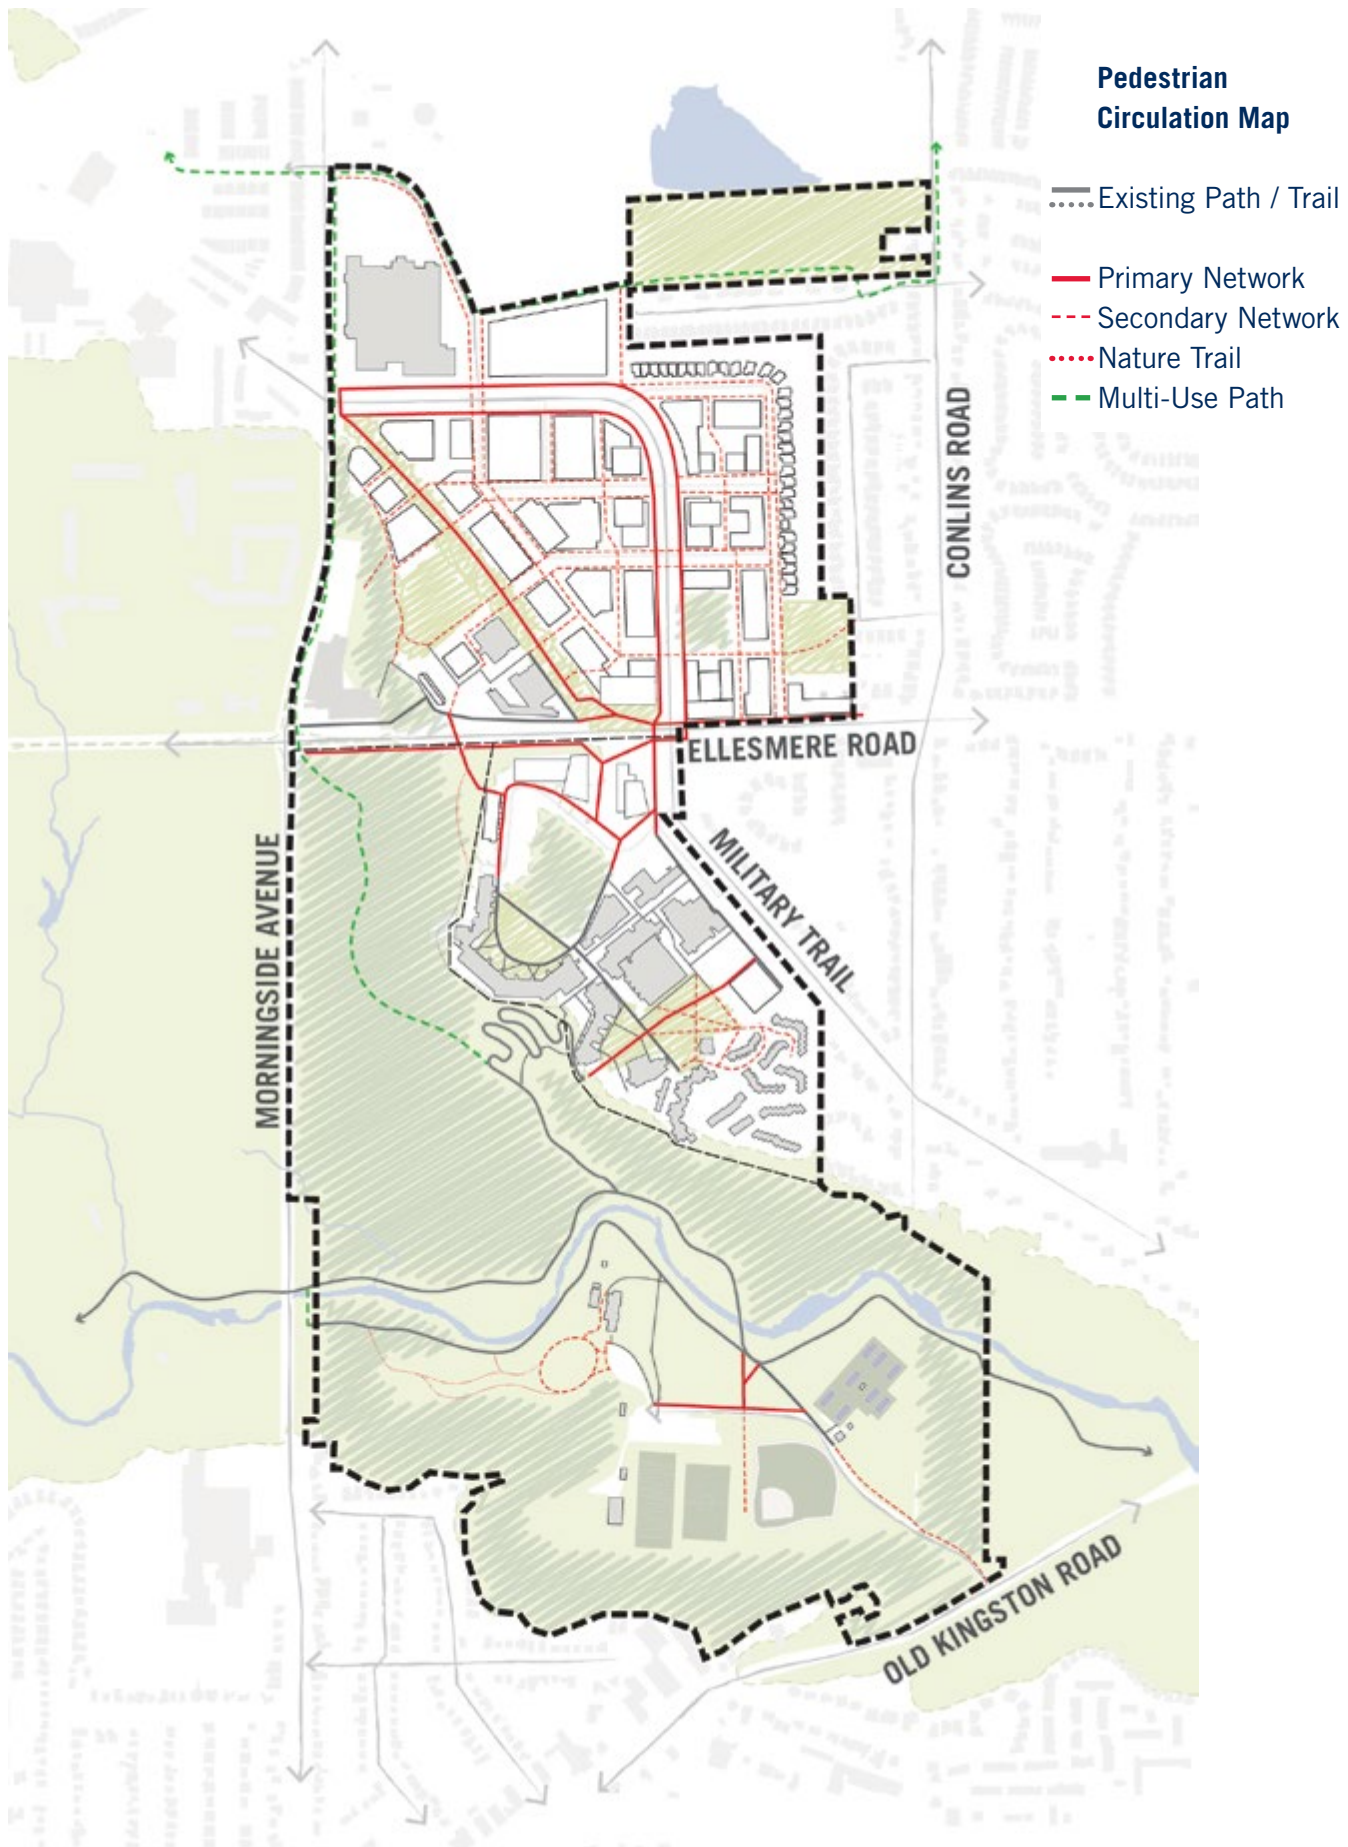 Pedestrian
Circulation Map
Existing Path / Trail
Primary Network
Secondary Network
Nature Trail
Multi-Use Path
CONLINS ROAD
ELLESMERE ROAD
MILITARY TRAIL
MORNINGSIDE AVENUE
OLD KINGSTON ROAD